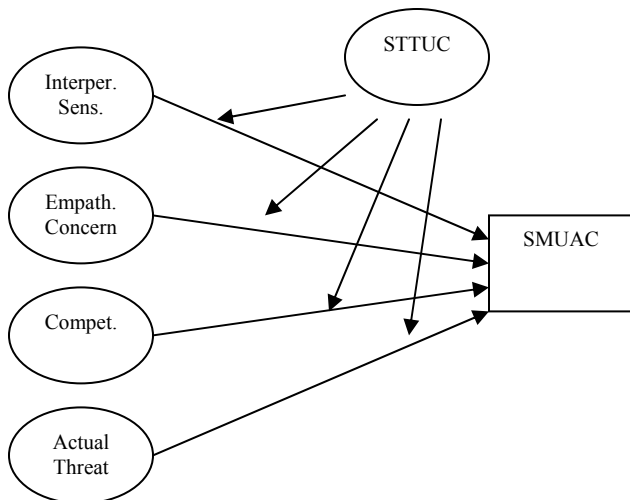 STTUC
Interper.
Sens.
Empath.
Concern
SMUAC
Compet.
Actual
Threat